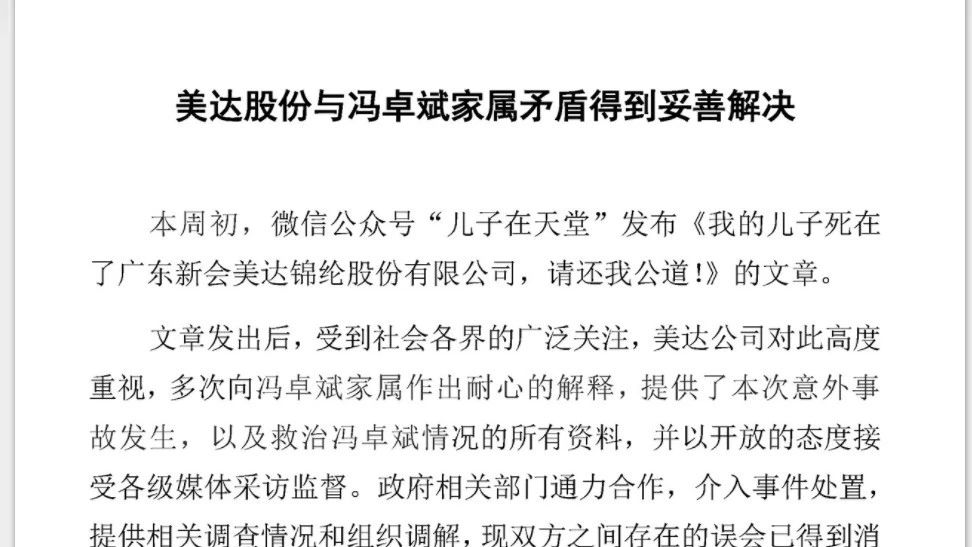 美达股份与冯卓斌家属矛盾得到妥善解决
本周初，微信公众号“儿子在天堂”发布《我的儿子死在
了广东新会美达锦纶股份有限公司，请还我公道!》的文章。
文章发出后，受到社会各界的广泛关注，美达公司对此高度
重视，多次向冯卓斌家属作出耐心的解释，提供了本次意外事
故发生，以及救治冯卓斌情况的所有资料，并以开放的态度接
受各级媒体采访监督。政府相关部门通力合作，介入事件处置，
提供相关调查情况和组织调解，现双方之间存在的误会已得到消